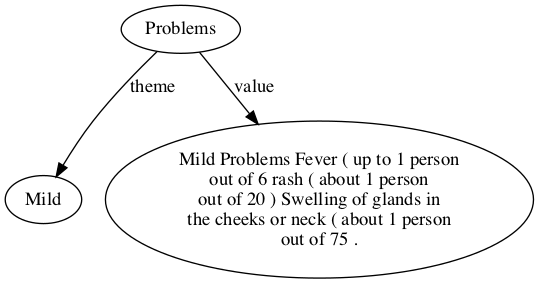 Problems
theme
value
Mild
Mild Problems Fever ( up to 1 person
out of 6 rash ( about 1 person
out of 20 ) Swelling of glands in
the cheeks or neck ( about 1 person
out of 75 .